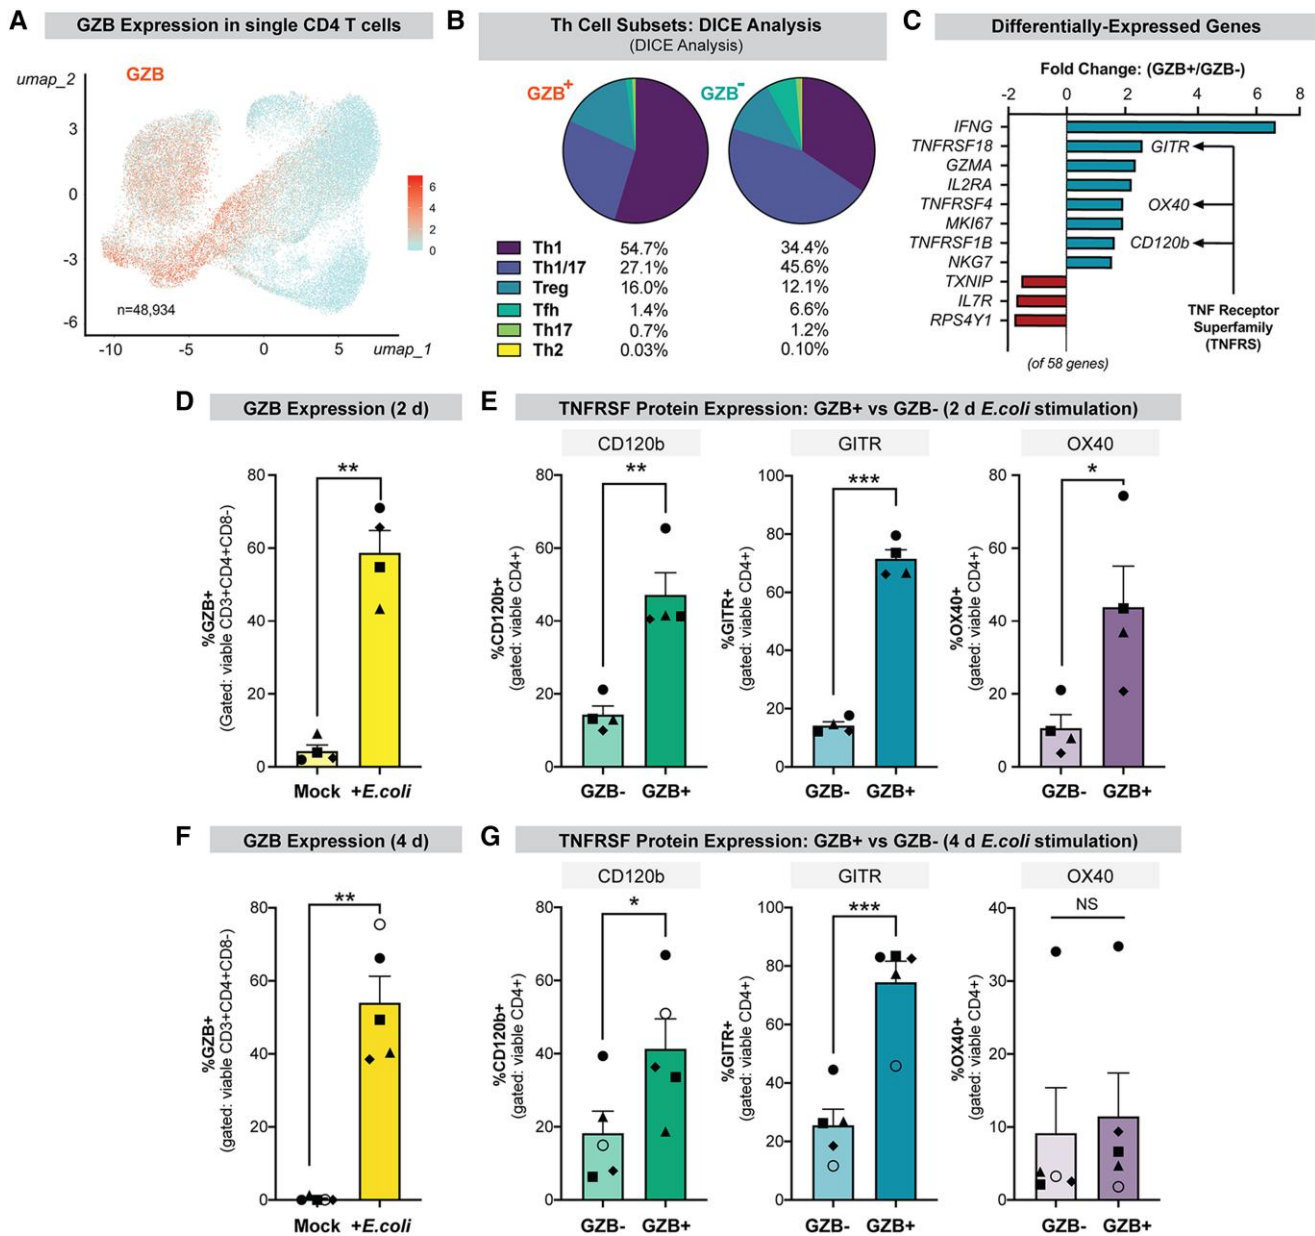 A
GZB Expression in single CD4 T cells
umap_2
GZB
3
0
-3
-6
6
4
2
0
n=48,934
-10
-5
0
5
umap_1
B
Th Cell Subsets: DICE Analysis
(DICE Analysis)
GZB+
GZB-
Th1 54.7% 34.4%
Th1/17 27.1% 45.6%
Treg 16.0% 12.1%
Tfh 1.4% 6.6%
Th17 0.7% 1.2%
Th2 0.03% 0.10%
C
Differentially-Expressed Genes
Fold Change: (GZB+/GZB-)
-2 0 2 4 6 8
IFNG
TNFRSF18 GITR
GZMA
IL2RA
TNFRSF4 OX40
MKI67
TNFRSF1B CD120b
NKG7
TXNIP
IL7R
RPS4Y1
TNF Receptor
Superfamily
(TNFRS)
(of 58 genes)
D
GZB Expression (2 d)
%GZB+
(Gated: viable CD3+CD4+CD8-)
80
60
40
20
0
**
Mock +E.coli
E
TNFRSF Protein Expression: GZB+ vs GZB- (2 d E.coli stimulation)
CD120b
%CD120b+
(gated: viable CD4+)
80
60
40
20
0
**
GZB- GZB+
GITR
%GITR+
(gated: viable CD4+)
100
80
60
40
20
0
***
GZB- GZB+
OX40
%OX40+
(gated: viable CD4+)
80
60
40
20
0
*
GZB- GZB+
F
GZB Expression (4 d)
%GZB+
(gated: viable CD3+CD4+CD8-)
80
60
40
20
0
**
Mock +E.coli
G
TNFRSF Protein Expression: GZB+ vs GZB- (4 d E.coli stimulation)
CD120b
%CD120b+
(gated: viable CD4+)
80
60
40
20
0
*
GZB- GZB+
GITR
%GITR+
(gated: viable CD4+)
100
80
60
40
20
0
***
GZB- GZB+
OX40
%OX40+
(gated: viable CD4+)
40
30
20
10
0
NS
GZB- GZB+